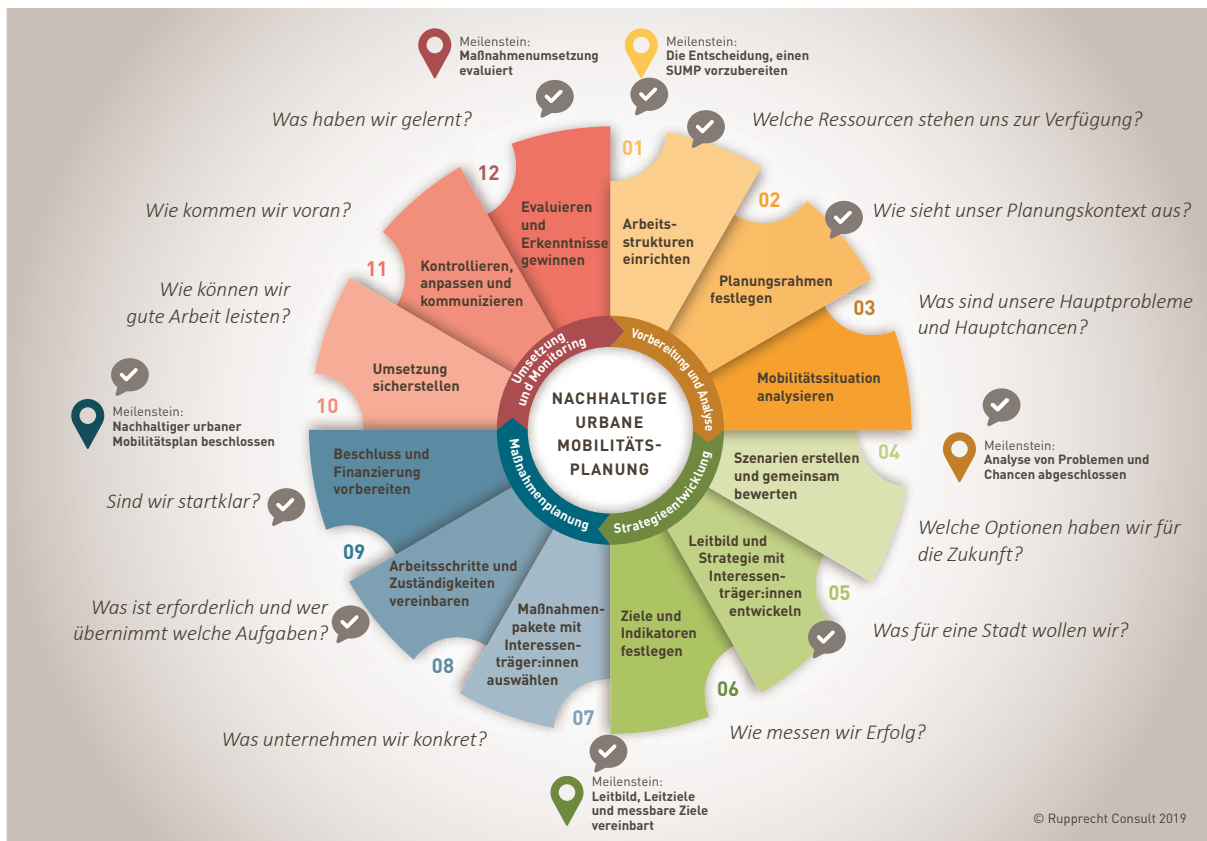 Meilenstein:
Maßnahmenumsetzung
evaluiert
Meilenstein:
Die Entscheidung, einen
SUMP vorzubereiten
Was haben wir gelernt?
Welche Ressourcen stehen uns zur Verfügung?
Wie kommen wir voran?
Wie sieht unser Planungskontext aus?
Wie können wir
gute Arbeit leisten?
Was sind unsere Hauptprobleme
und Hauptchancen?
01
Arbeits-
strukturen
einrichten
02
Planungsrahmen
festlegen
03
Mobilitätssituation
analysieren
04
Szenarien erstellen
und gemeinsam
bewerten
05
Leitbild und
Strategie mit
Interessen-
träger:innen
entwickeln
06
Ziele und
Indikatoren
festlegen
07
Maßnahmen-
pakete mit
Interessen-
träger:innen
auswählen
08
Arbeitsschritte und
Zuständigkeiten
vereinbaren
09
Beschluss und
Finanzierung
vorbereiten
10
Umsetzung
sicherstellen
11
Kontrollieren,
anpassen und
kommunizieren
12
Evaluieren
und
Erkenntnisse
gewinnen
Umsetzung
und Monitoring
Vorbereitung und Analyse
Strategieentwicklung
Maßnahmenplanung
NACHHALTIGE
URBANE
MOBILITÄTS-
PLANUNG
Meilenstein:
Nachhaltiger urbaner
Mobilitätsplan beschlossen
Meilenstein:
Analyse von Problemen und
Chancen abgeschlossen
Sind wir startklar?
Welche Optionen haben wir für
die Zukunft?
Was ist erforderlich und wer
übernimmt welche Aufgaben?
Was für eine Stadt wollen wir?
Was unternehmen wir konkret?
Wie messen wir Erfolg?
Meilenstein:
Leitbild, Leitziele
und messbare Ziele
vereinbart
© Rupprecht Consult 2019